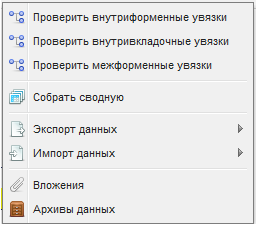 Проверить внутриформенные увязки
Проверить внутривкладочные увязки
Проверить межформенные увязки
Собрать сводную
Экспорт данных
Импорт данных
Вложения
Архивы данных